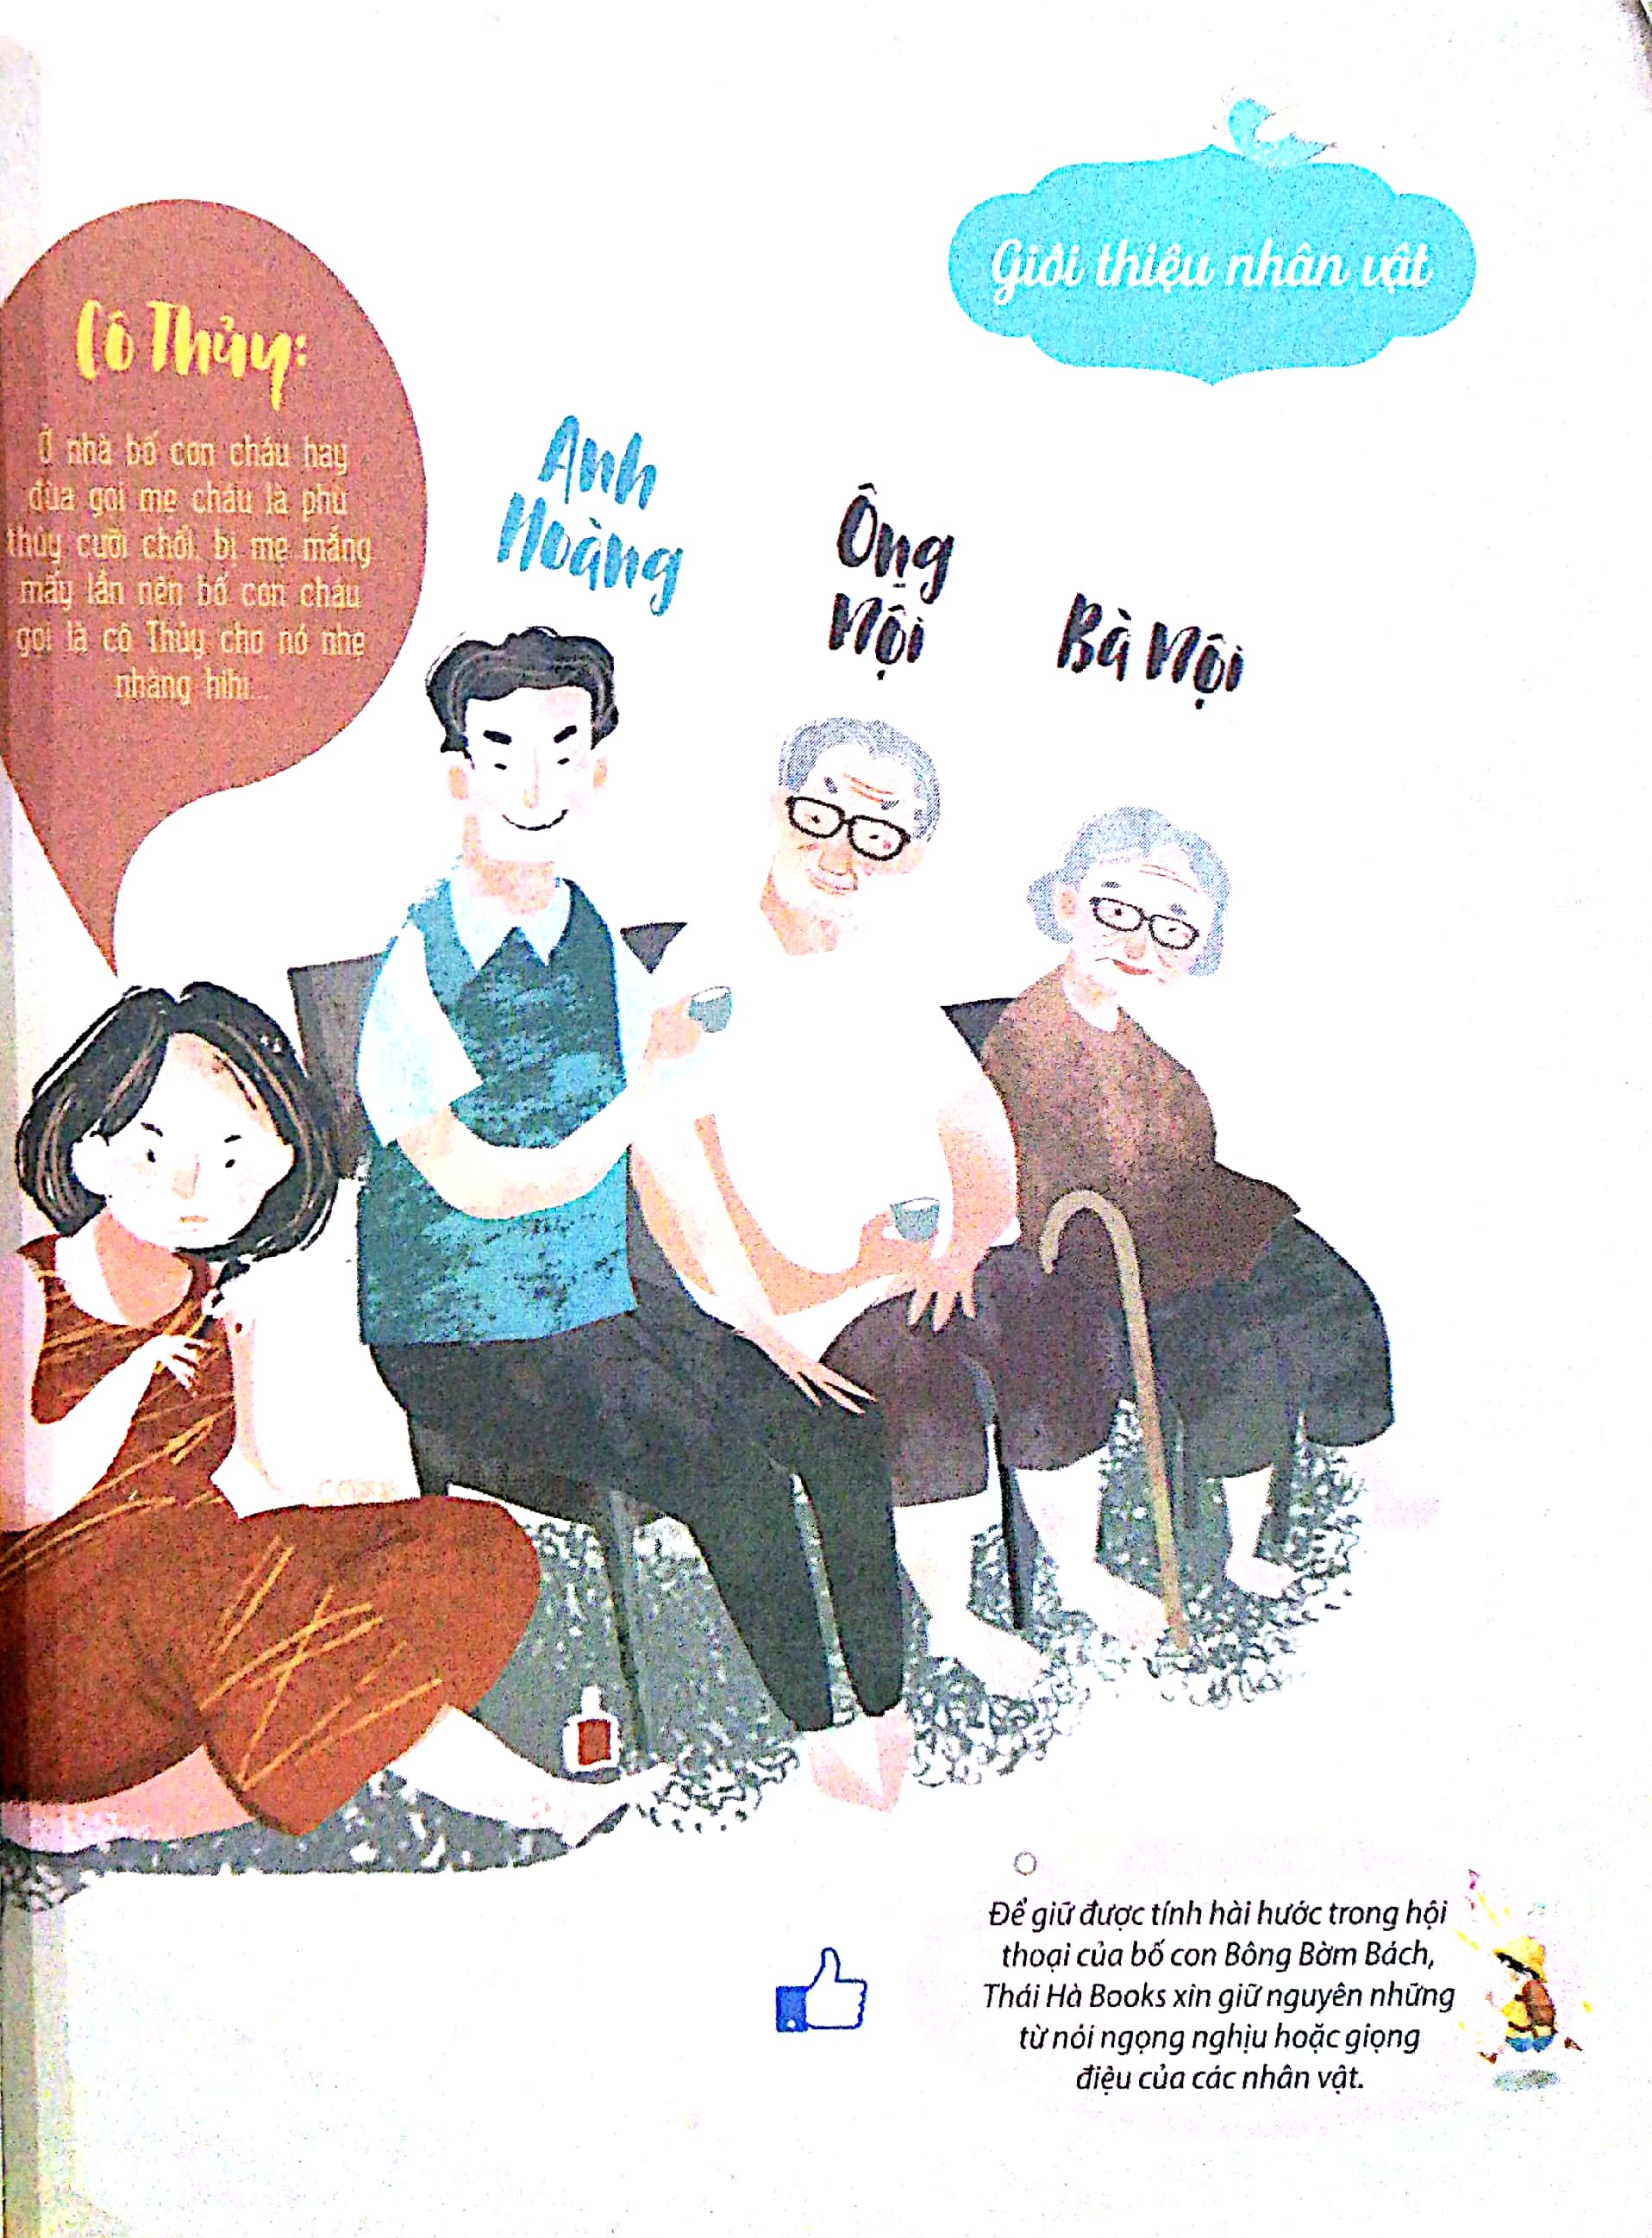 Giới thiệu nhân vật
Cô Thủy:
Ở nhà bố con cháu hay
đùa gọi mẹ cháu là phù
thủy cưỡi chổi, bị mẹ mắng
mấy lần nên bố con cháu
gọi là cô Thủy cho nó nhẹ
nhàng hihi...
Anh
Hoàng
Ông
Nội
Bà Nội
Để giữ được tính hài hước trong hội
thoại của bố con Bông Bờm Bách,
Thái Hà Books xin giữ nguyên những
từ nói ngọng nghịu hoặc giọng
điệu của các nhân vật.